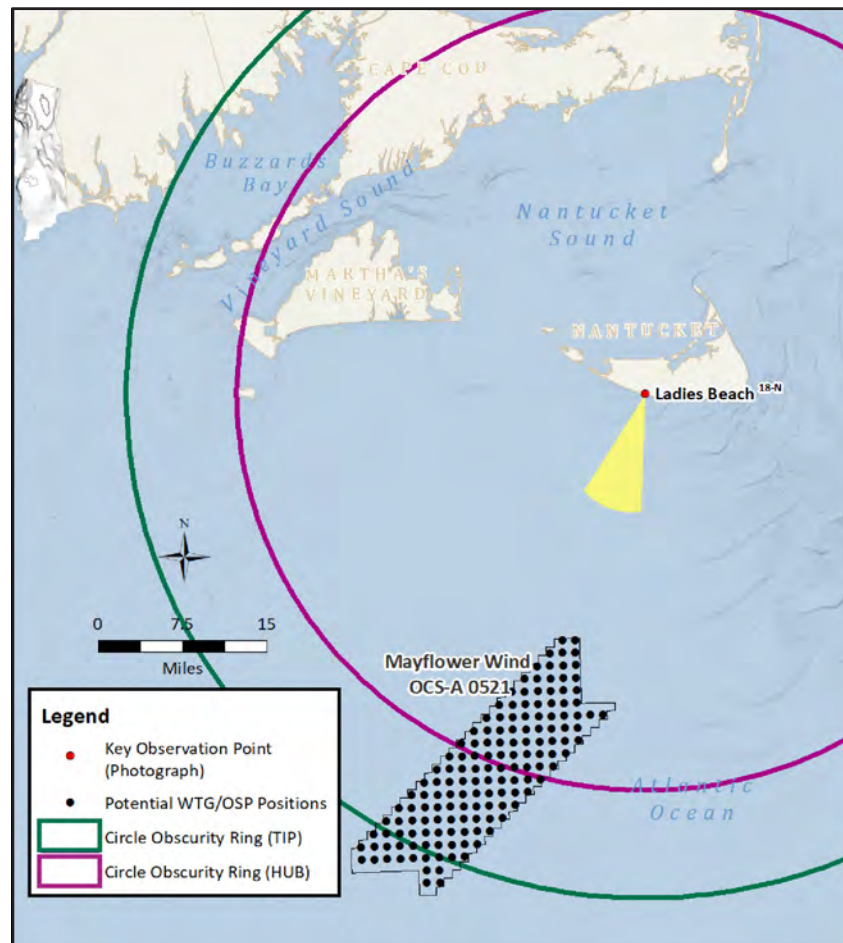 CAPE COD
Buzzards
Bay
Vineyard Sound
Nantucket
Sound
MARTHA'S
VINEYARD
NANTUCKET
Ladies Beach 18-N
N
0 7.5 15
Miles
Mayflower Wind
OCS-A 0521
Atlantic
Ocean
Legend
Key Observation Point
(Photograph)
Potential WTG/OSP Positions
Circle Obscurity Ring (TIP)
Circle Obscurity Ring (HUB)